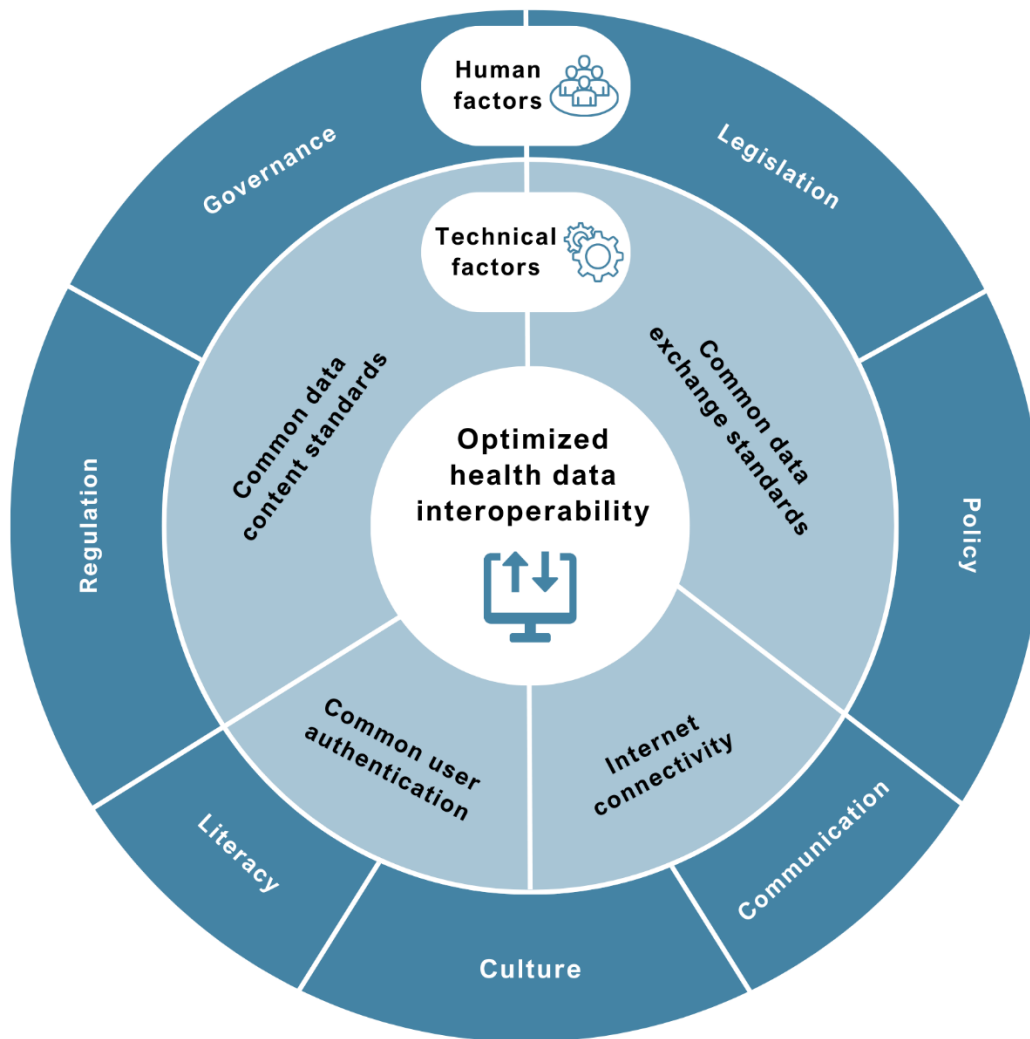 Human
factors
Governance
Legislation
Technical
factors
Common data
content standards
Common data
exchange standards
Optimized
health data
interoperability
Regulation
Policy
Common user
authentication
Internet
connectivity
Literacy
Communication
Culture